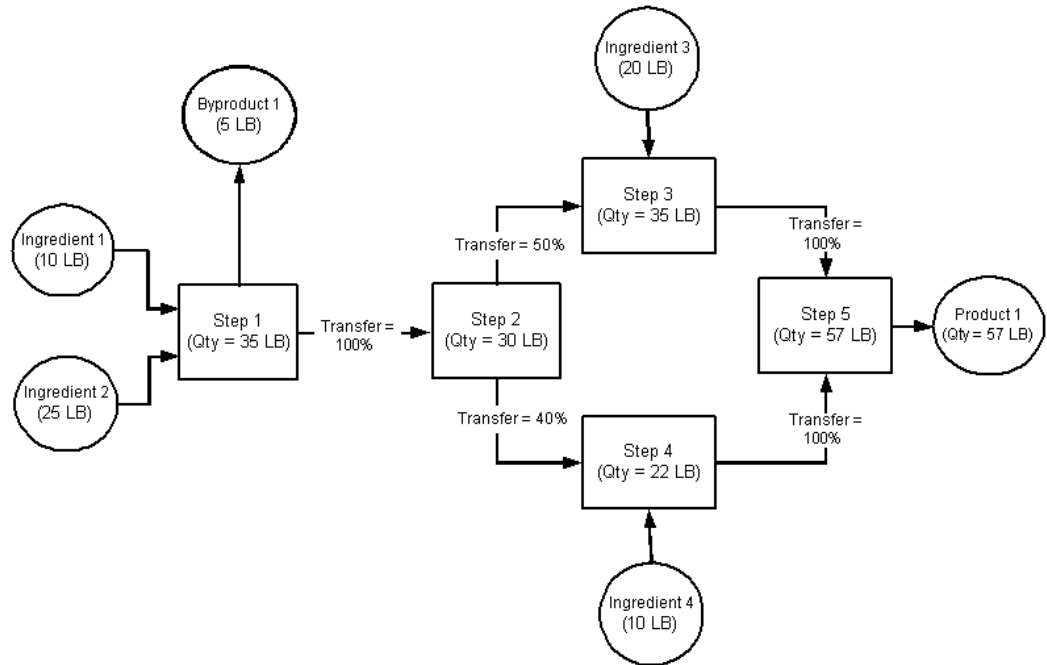 Ingredient 3
(20 LB)
Byproduct 1
(5 LB)
Step 3
(Qty = 35 LB)
Ingredient 1
(10 LB)
Transfer = 50%
Transfer =
100%
Step 1
(Qty = 35 LB)
Transfer =
100%
Step 2
(Qty = 30 LB)
Step 5
(Qty = 57 LB)
Product 1
(Qty = 57 LB)
Ingredient 2
(25 LB)
Transfer = 40%
Transfer =
100%
Step 4
(Qty = 22 LB)
Ingredient 4
(10 LB)